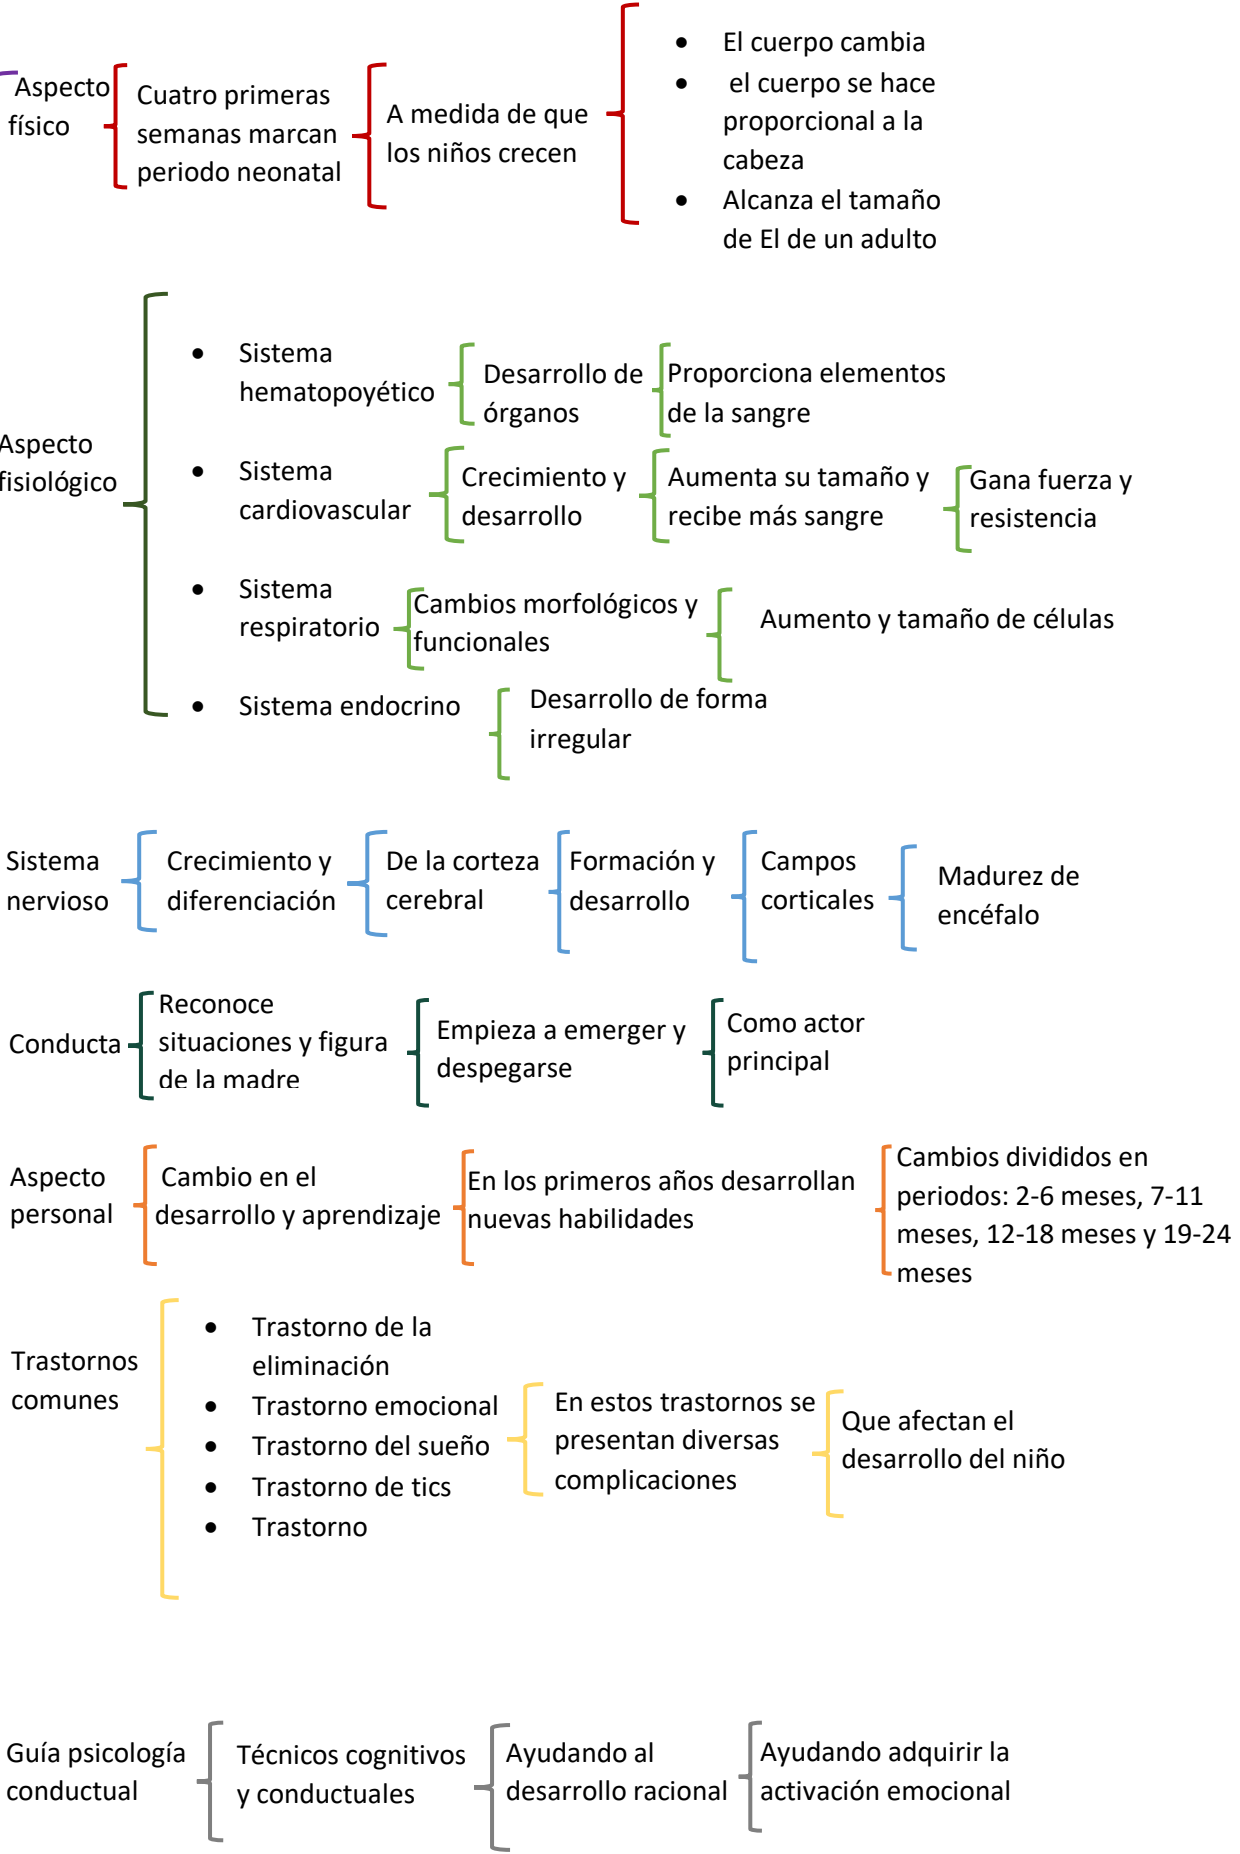 Aspecto
físico
Cuatro primeras
semanas marcan
periodo neonatal
A medida de que
los niños crecen
• El cuerpo cambia
• el cuerpo se hace
proporcional a la
cabeza
• Alcanza el tamaño
de El de un adulto
Aspecto
fisiológico
• Sistema
hematopoyético
Desarrollo de
órganos
Proporciona elementos
de la sangre
• Sistema
cardiovascular
Crecimiento y
desarrollo
Aumenta su tamaño y
recibe más sangre
Gana fuerza y
resistencia
• Sistema
respiratorio
Cambios morfológicos y
funcionales
Aumento y tamaño de células
• Sistema endocrino
Desarrollo de forma
irregular
Sistema
nervioso
Crecimiento y
diferenciación
De la corteza
cerebral
Formación y
desarrollo
Campos
corticales
Madurez de
encéfalo
Conducta
Reconoce
situaciones y figura
de la madre
Empieza a emerger y
despegarse
Como actor
principal
Aspecto
personal
Cambio en el
desarrollo y aprendizaje
En los primeros años desarrollan
nuevas habilidades
Cambios divididos en
periodos: 2-6 meses, 7-11
meses, 12-18 meses y 19-24
meses
Trastornos
comunes
• Trastorno de la
eliminación
• Trastorno emocional
• Trastorno del sueño
• Trastorno de tics
• Trastorno
En estos trastornos se
presentan diversas
complicaciones
Que afectan el
desarrollo del niño
Guía psicología
conductual
Técnicos cognitivos
y conductuales
Ayudando al
desarrollo racional
Ayudando adquirir la
activación emocional